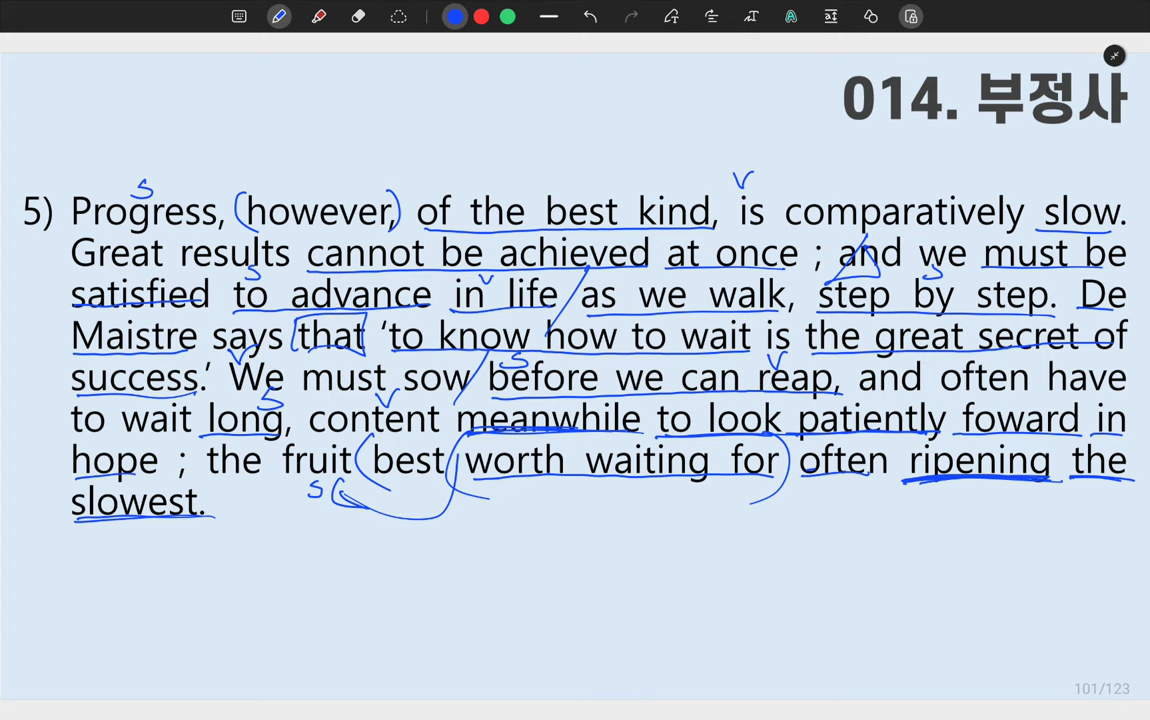 014. 부정사
5) Progress, (however,) of the best kind, is comparatively slow.
Great results cannot be achieved at once ; and we must be
satisfied to advance in life as we walk, step by step. De
Maistre says that ‘to know how to wait is the great secret of
success.’ We must sow before we can reap, and often have
to wait long, content meanwhile to look patiently foward in
hope ; the fruit (best (worth waiting for) often ripening the
slowest.
101/123